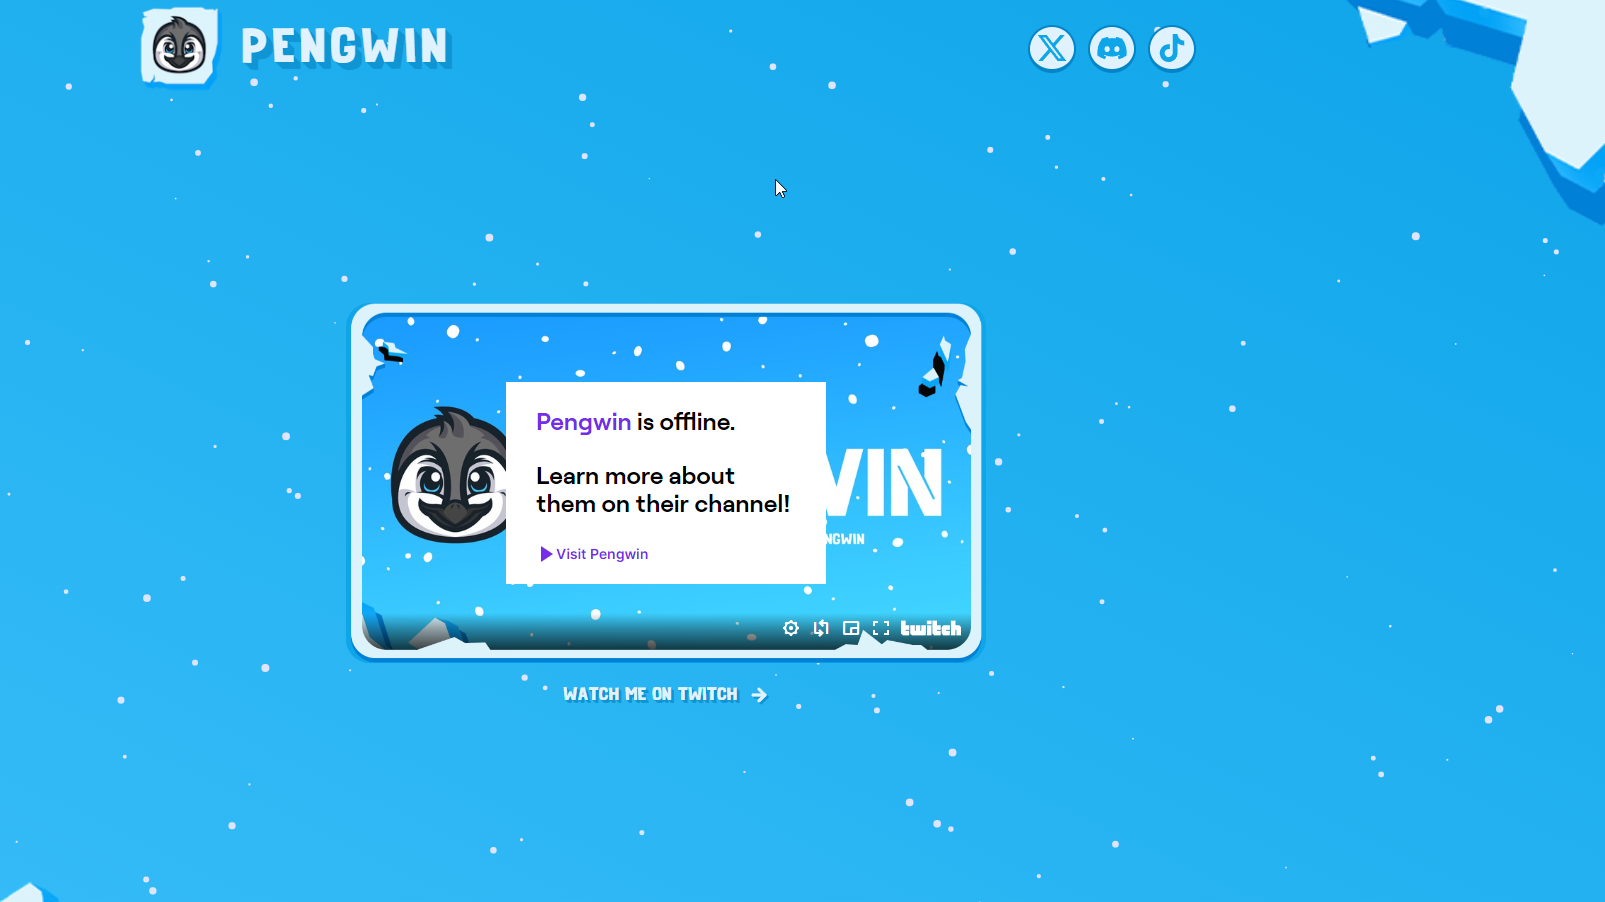 PENGWIN
Pengwin is offline.
Learn more about
them on their channel!
Visit Pengwin
WIN
NGWIN
twitch
WATCH ME ON TWITCH